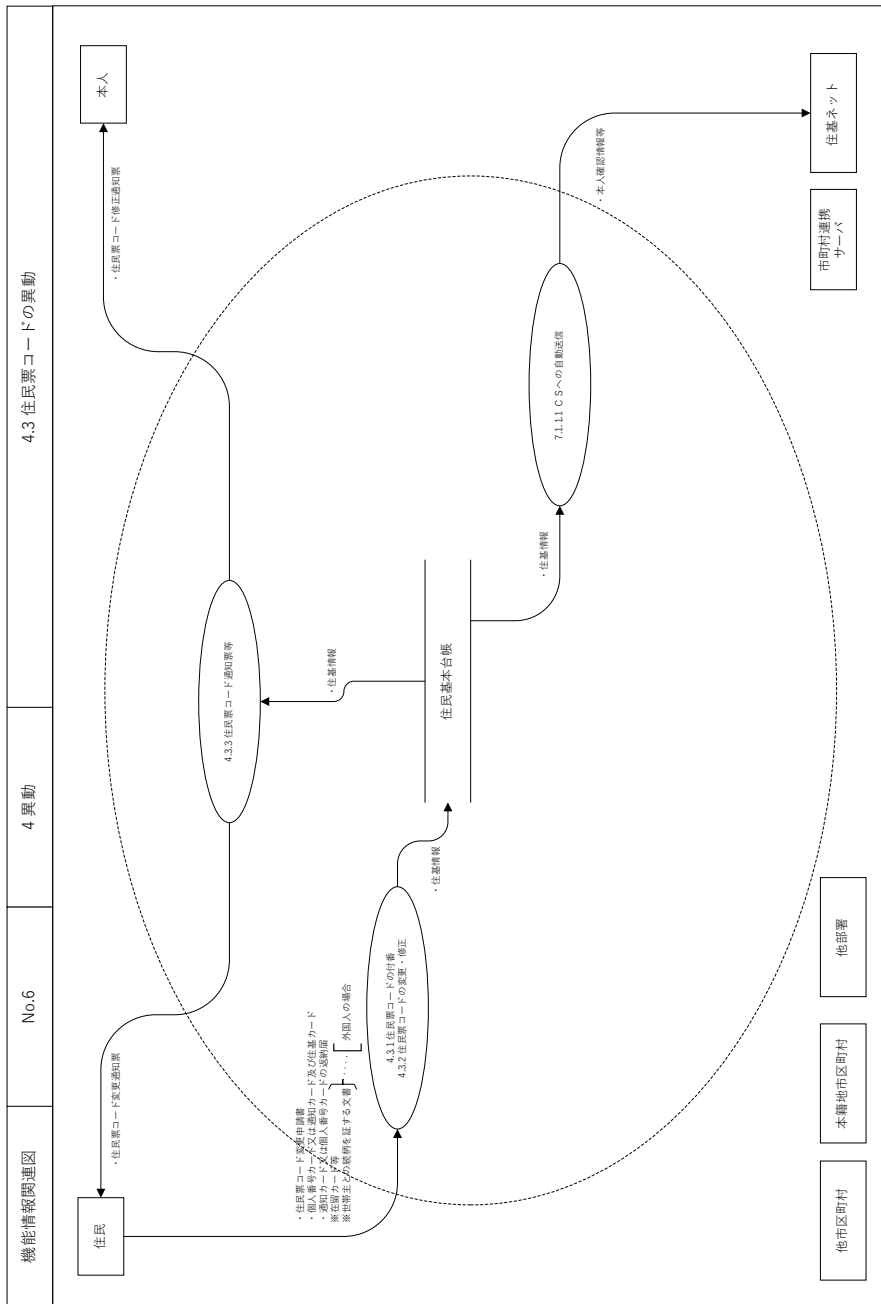 機能情報関連図
No.6
4 異動
4.3 住民票コードの異動
住民
・住民票コード変更通知票
・住民票コード修正通知票
本人
4.3.3 住民票コード通知票等
・住民票コード変更申請書
・個人番号カード又は通知カード及び住基カード
・通知カード又は個人番号カードの返納届
※在留カード等
※世帯主との続柄を証する文書
外国人の場合
・住基情報
4.3.1 住民票コードの付番
4.3.2 住民票コードの変更・修正
・住基情報
住民基本台帳
・住基情報
7.1.1.1 CSへの自動送信
・本人確認情報等
他市区町村
本籍地市区町村
他部署
市町村連携
サーバ
住基ネット